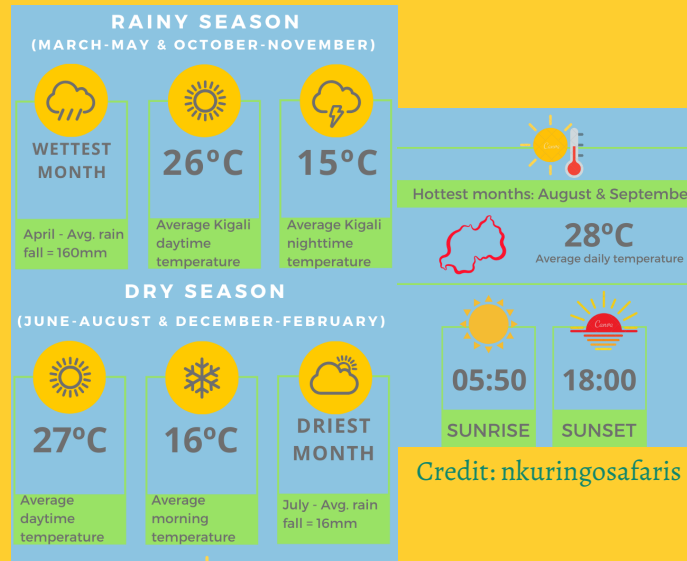 RAINY SEASON
(MARCH-MAY & OCTOBER-NOVEMBER)
WETTEST
MONTH
April - Avg. rain
fall = 160mm
26ºC
Average Kigali
daytime
temperature
15ºC
Average Kigali
nighttime
temperature
DRY SEASON
(JUNE-AUGUST & DECEMBER-FEBRUARY)
27ºC
Average
daytime
temperature
16ºC
Average
morning
temperature
DRIEST
MONTH
July - Avg. rain
fall = 16mm
Canva
Hottest months: August & Septembe
28ºC
Average daily temperature
Canva
05:50
SUNRISE
18:00
SUNSET
Credit: nkuringosafaris